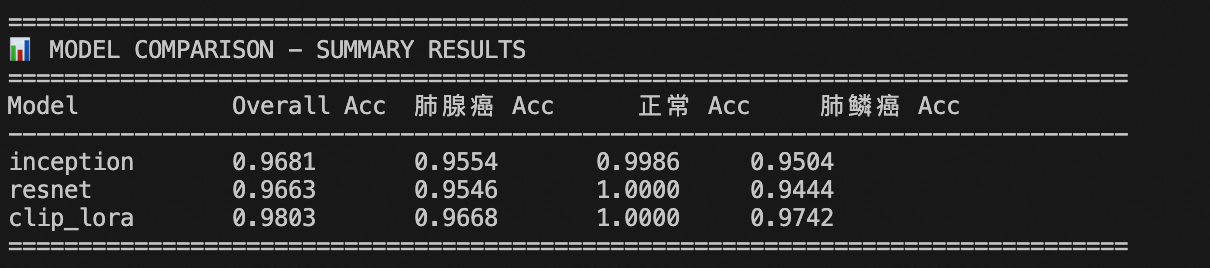 ================================================================================
📊 MODEL COMPARISON - SUMMARY RESULTS
================================================================================
Model           Overall Acc  肺腺癌 Acc      正常 Acc     肺鳞癌 Acc
--------------------------------------------------------------------------------
inception       0.9681       0.9554       0.9986     0.9504
resnet          0.9663       0.9546       1.0000     0.9444
clip_lora       0.9803       0.9668       1.0000     0.9742
================================================================================